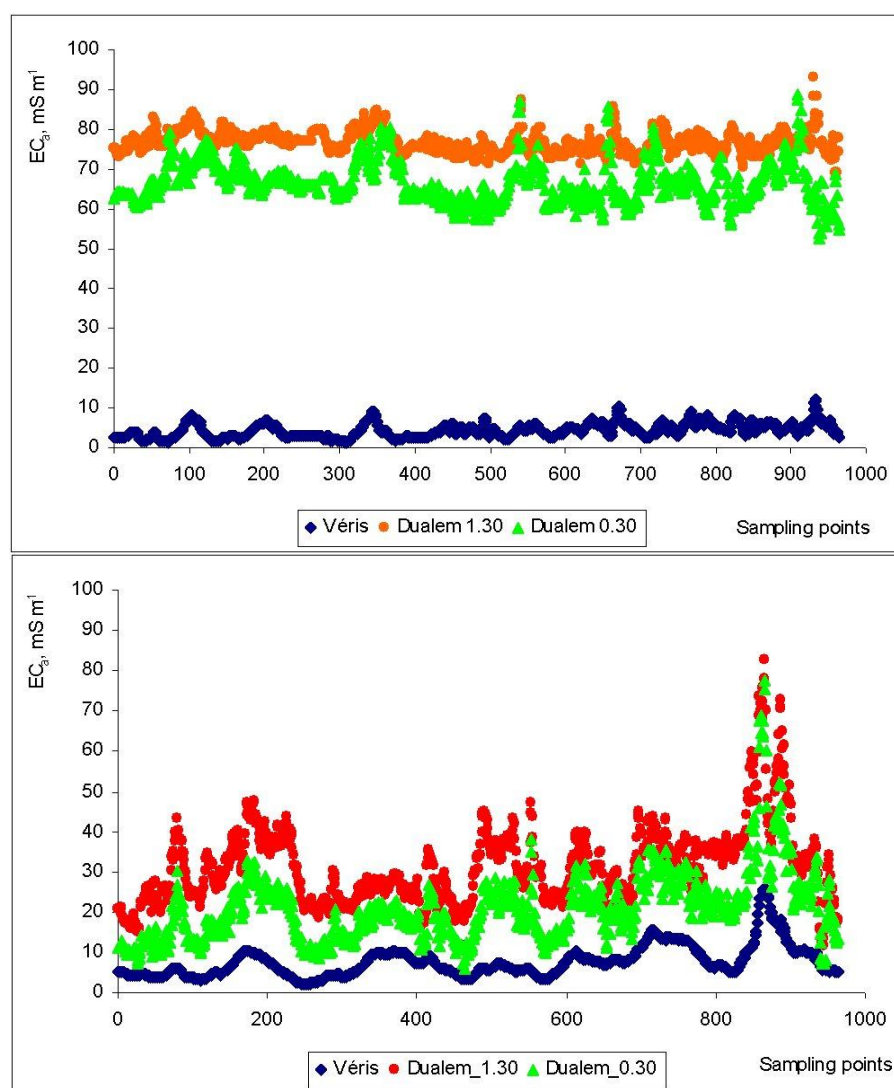 100
90
80
70
60
50
40
30
20
10
0
ECa, mS m-1
0 100 200 300 400 500 600 700 800 900 1000
Véris Dualem 1.30 Dualem 0.30
Sampling points
100
90
80
70
60
50
40
30
20
10
0
ECa, mS m-1
0 200 400 600 800 1000
Véris Dualem_1.30 Dualem_0.30
Sampling points